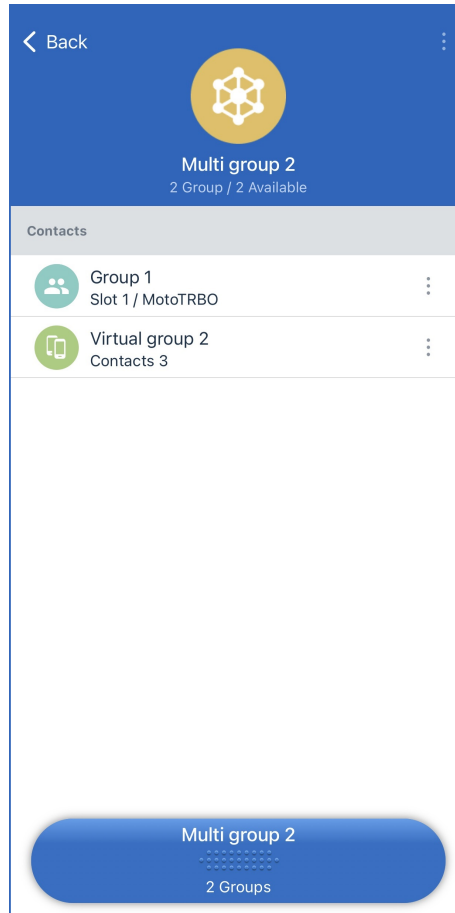 Back
Multi group 2
2 Group / 2 Available
Contacts
Group 1
Slot 1 / MotoTRBO
Virtual group 2
Contacts 3
Multi group 2
2 Groups